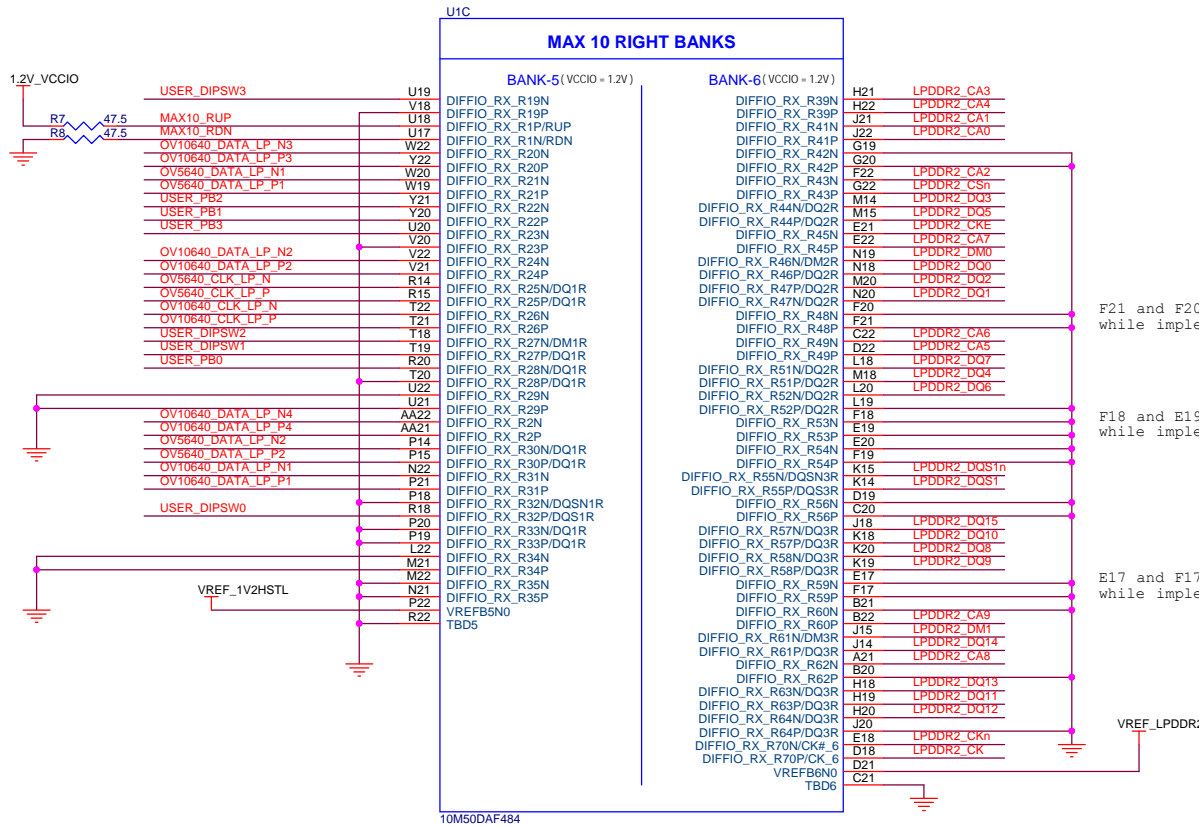 U1C
MAX 10 RIGHT BANKS
BANK-5 ( VCCIO = 1.2V )
BANK-6 ( VCCIO = 1.2V )
1.2V_VCCIO
R7 47.5
R8 47.5
USER_DIPSW3 U19 DIFFIO_RX_R19N
V18 DIFFIO_RX_R19P
MAX10_RUP U18 DIFFIO_RX_R1P/RUP
MAX10_RDN U17 DIFFIO_RX_R1N/RDN
OV10640_DATA_LP_N3 W22 DIFFIO_RX_R20N
OV10640_DATA_LP_P3 Y22 DIFFIO_RX_R20P
OV5640_DATA_LP_N1 W20 DIFFIO_RX_R21N
OV5640_DATA_LP_P1 W19 DIFFIO_RX_R21P
USER_PB2 Y21 DIFFIO_RX_R22N
USER_PB1 Y20 DIFFIO_RX_R22P
USER_PB3 U20 DIFFIO_RX_R23N
V20 DIFFIO_RX_R23P
OV10640_DATA_LP_N2 V22 DIFFIO_RX_R24N
OV10640_DATA_LP_P2 V21 DIFFIO_RX_R24P
OV5640_CLK_LP_N R14 DIFFIO_RX_R25N/DQ1R
OV5640_CLK_LP_P R15 DIFFIO_RX_R25P/DQ1R
OV10640_CLK_LP_N T22 DIFFIO_RX_R26N
OV10640_CLK_LP_P T21 DIFFIO_RX_R26P
USER_DIPSW2 T18 DIFFIO_RX_R27N/DM1R
USER_DIPSW1 T19 DIFFIO_RX_R27P/DQ1R
USER_PB0 R20 DIFFIO_RX_R28N/DQ1R
T20 DIFFIO_RX_R28P/DQ1R
U22 DIFFIO_RX_R29N
U21 DIFFIO_RX_R29P
OV10640_DATA_LP_N4 AA22 DIFFIO_RX_R2N
OV10640_DATA_LP_P4 AA21 DIFFIO_RX_R2P
OV5640_DATA_LP_N2 P14 DIFFIO_RX_R30N/DQ1R
OV5640_DATA_LP_P2 P15 DIFFIO_RX_R30P/DQ1R
OV10640_DATA_LP_N1 N22 DIFFIO_RX_R31N
OV10640_DATA_LP_P1 P21 DIFFIO_RX_R31P
P18 DIFFIO_RX_R32N/DQSN1R
USER_DIPSW0 R18 DIFFIO_RX_R32P/DQS1R
P20 DIFFIO_RX_R33N/DQ1R
P19 DIFFIO_RX_R33P/DQ1R
L22 DIFFIO_RX_R34N
M21 DIFFIO_RX_R34P
M22 DIFFIO_RX_R35N
N21 DIFFIO_RX_R35P
VREF_1V2HSTL P22 VREFB5N0
R22 TBD5
DIFFIO_RX_R39N H21 LPDDR2_CA3
DIFFIO_RX_R39P H22 LPDDR2_CA4
DIFFIO_RX_R41N J21 LPDDR2_CA1
DIFFIO_RX_R41P J22 LPDDR2_CA0
DIFFIO_RX_R42N G19
DIFFIO_RX_R42P G20
DIFFIO_RX_R43N F22 LPDDR2_CA2
DIFFIO_RX_R43P G22 LPDDR2_CSn
DIFFIO_RX_R44N/DQ2R M14 LPDDR2_DQ3
DIFFIO_RX_R44P/DQ2R M15 LPDDR2_DQ5
DIFFIO_RX_R45N E21 LPDDR2_CKE
DIFFIO_RX_R45P E22 LPDDR2_CA7
DIFFIO_RX_R46N/DM2R N19 LPDDR2_DM0
DIFFIO_RX_R46P/DQ2R N18 LPDDR2_DQ0
DIFFIO_RX_R47P/DQ2R M20 LPDDR2_DQ2
DIFFIO_RX_R47N/DQ2R N20 LPDDR2_DQ1
DIFFIO_RX_R48N F20
DIFFIO_RX_R48P F21
F21 and F20
while imple
DIFFIO_RX_R49N C22 LPDDR2_CA6
DIFFIO_RX_R49P D22 LPDDR2_CA5
DIFFIO_RX_R51N/DQ2R L18 LPDDR2_DQ7
DIFFIO_RX_R51P/DQ2R M18 LPDDR2_DQ4
DIFFIO_RX_R52N/DQ2R L20 LPDDR2_DQ6
DIFFIO_RX_R52P/DQ2R L19
DIFFIO_RX_R53N F18
DIFFIO_RX_R53P E19
F18 and E19
while imple
DIFFIO_RX_R54N E20
DIFFIO_RX_R54P F19
DIFFIO_RX_R55N/DQSN3R K15 LPDDR2_DQS1n
DIFFIO_RX_R55P/DQS3R K14 LPDDR2_DQS1
DIFFIO_RX_R56N D19
DIFFIO_RX_R56P C20
DIFFIO_RX_R57N/DQ3R J18 LPDDR2_DQ15
DIFFIO_RX_R57P/DQ3R K18 LPDDR2_DQ10
DIFFIO_RX_R58N/DQ3R K20 LPDDR2_DQ8
DIFFIO_RX_R58P/DQ3R K19 LPDDR2_DQ9
DIFFIO_RX_R59N E17
DIFFIO_RX_R59P F17
E17 and F17
while imple
DIFFIO_RX_R60N B21
DIFFIO_RX_R60P B22 LPDDR2_CA9
DIFFIO_RX_R61N/DM3R J15 LPDDR2_DM1
DIFFIO_RX_R61P/DQ3R J14 LPDDR2_DQ14
DIFFIO_RX_R62N A21 LPDDR2_CA8
DIFFIO_RX_R62P B20
DIFFIO_RX_R63N/DQ3R H18 LPDDR2_DQ13
DIFFIO_RX_R63P/DQ3R H19 LPDDR2_DQ11
DIFFIO_RX_R64N/DQ3R H20 LPDDR2_DQ12
DIFFIO_RX_R64P/DQ3R J20
DIFFIO_RX_R70N/CK#_6 E18 LPDDR2_CKn
DIFFIO_RX_R70P/CK_6 D18 LPDDR2_CK
VREFB6N0 D21 VREF_LPDDR2
TBD6 C21
10M50DAF484